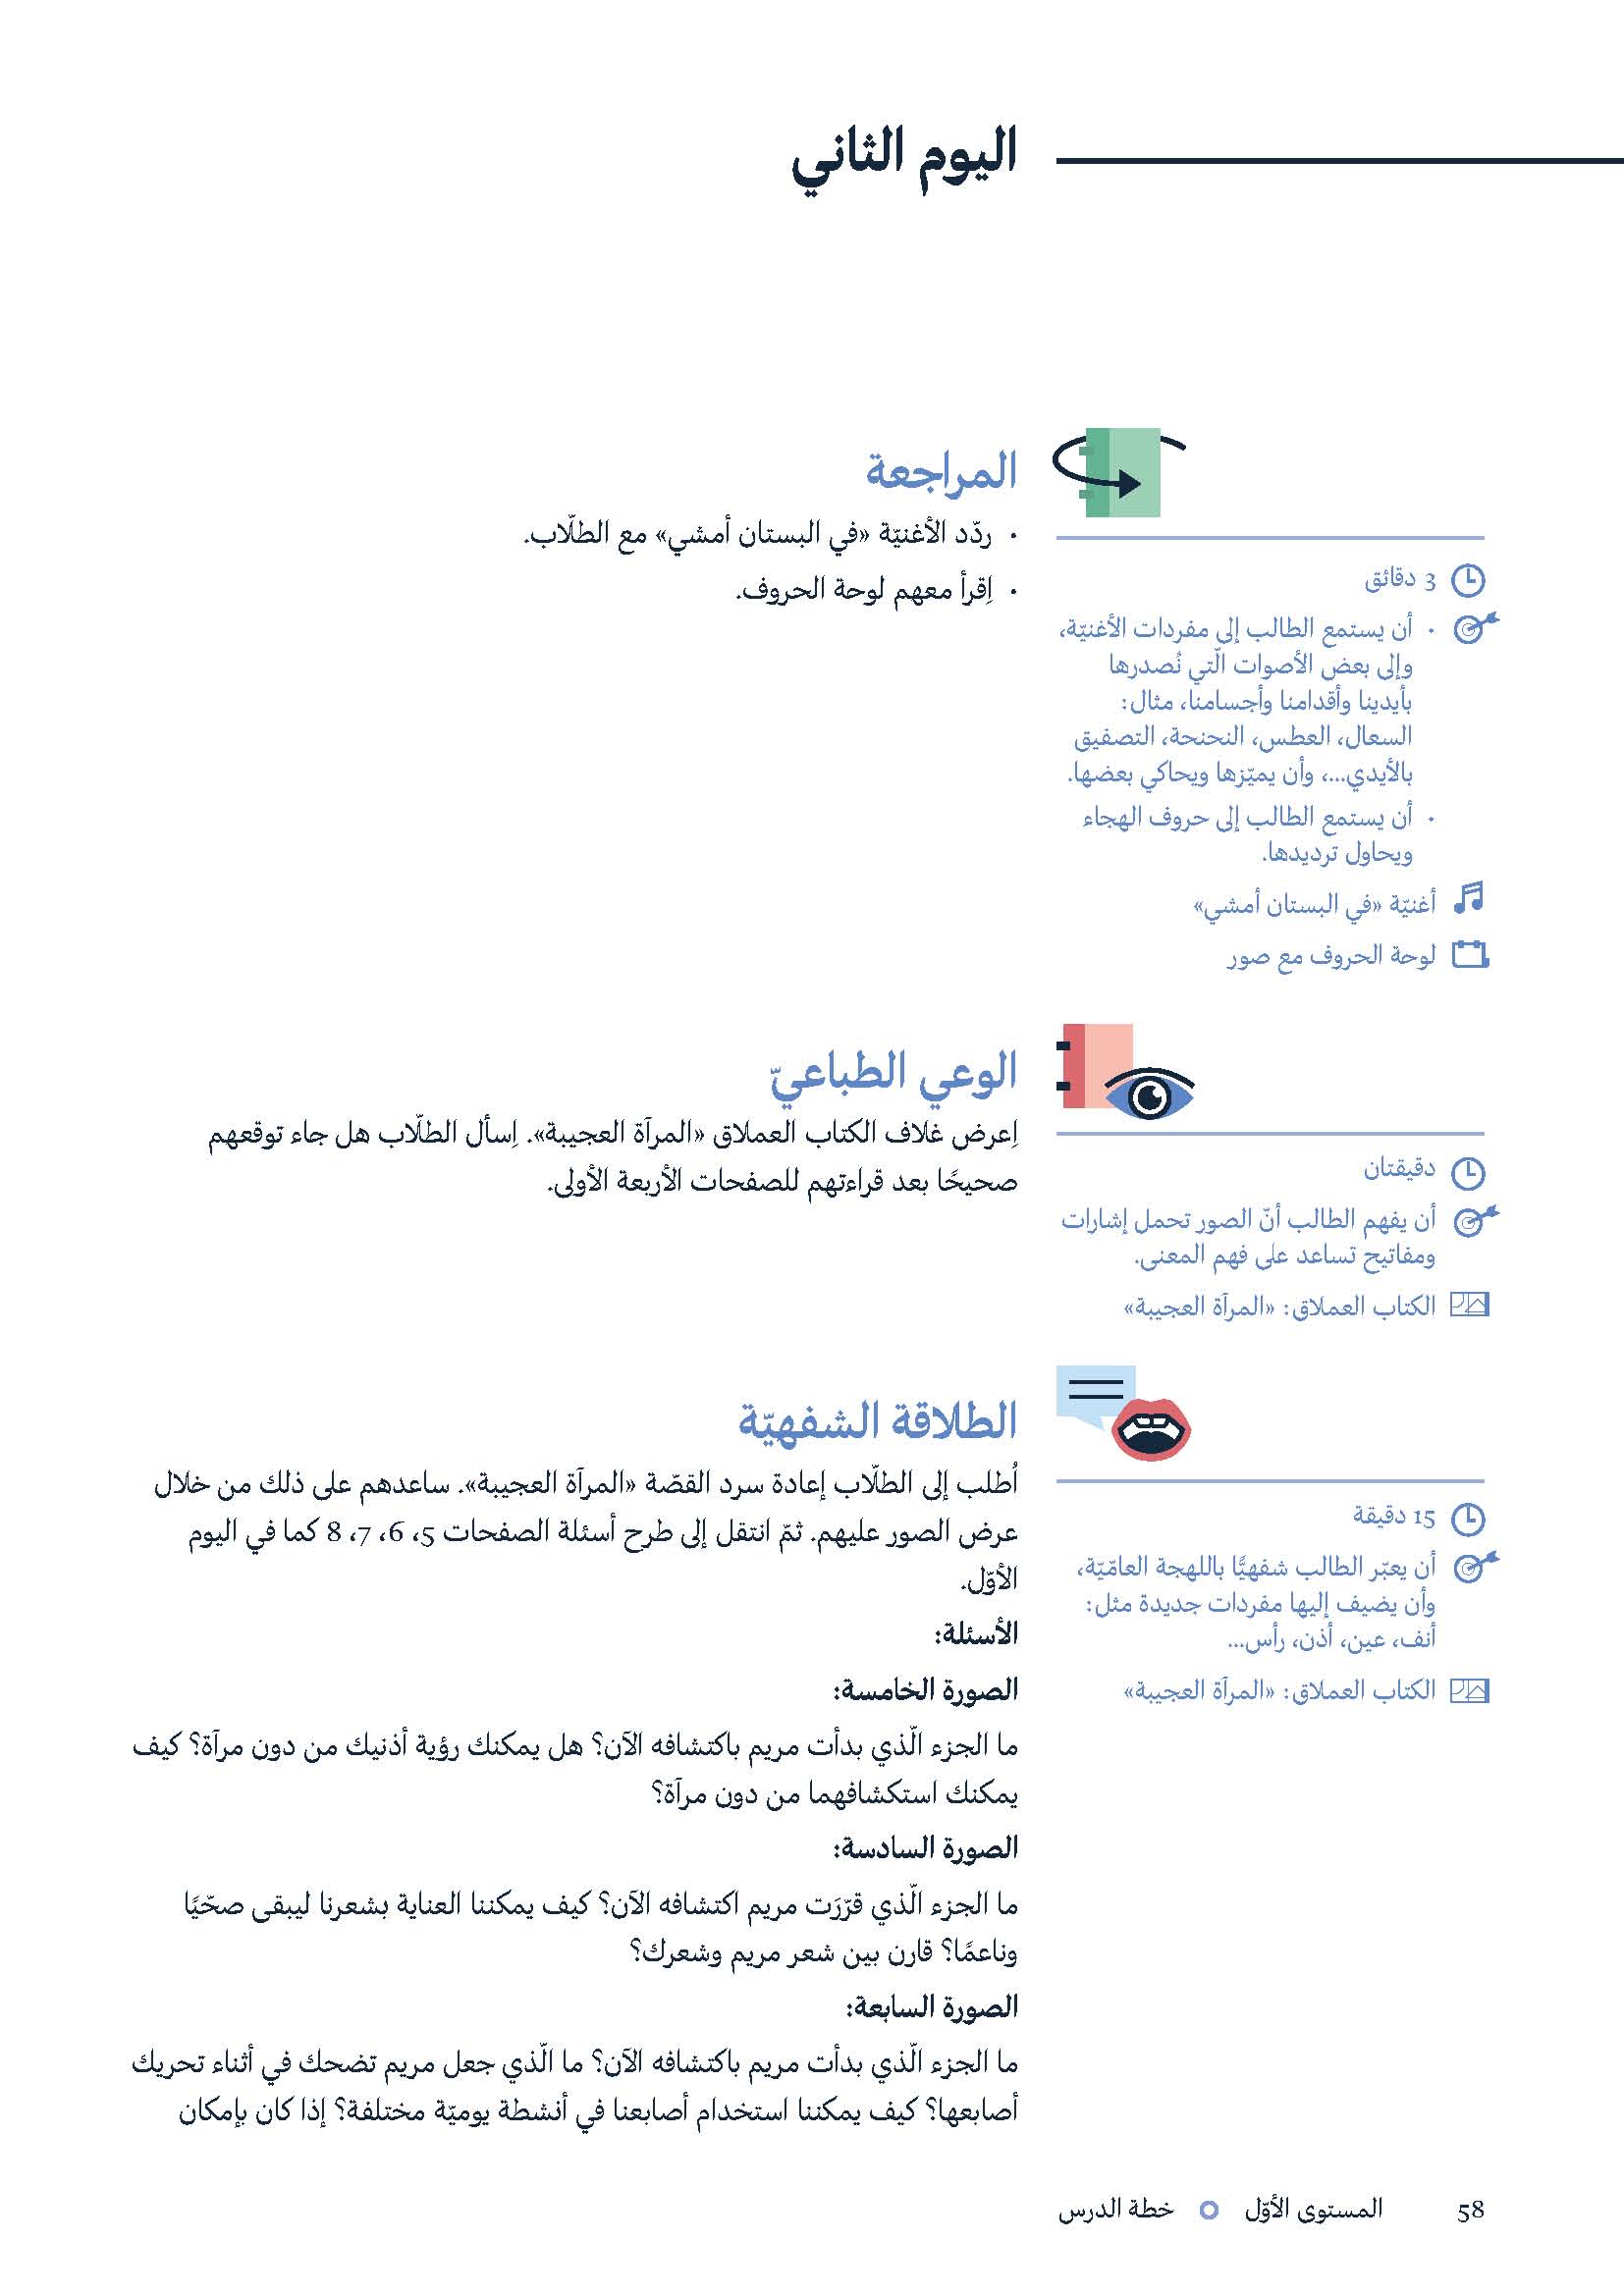 اليوم الثاني
المراجعة
• ردّد الأغنيّة «في البستان أمشي» مع الطلّاب.
• اِقرأ معهم لوحة الحروف.
3 دقائق
• أن يستمع الطالب إلى مفردات الأغنيّة،
وإلى بعض الأصوات الّتي نُصدرها
بأيدينا وأقدامنا وأجسامنا، مثال:
السعال، العطس، النحنحة، التصفيق
بالأيدي...، وأن يميّزها ويحاكي بعضها.
• أن يستمع الطالب إلى حروف الهجاء
ويحاول ترديدها.
أغنيّة «في البستان أمشي»
لوحة الحروف مع صور
الوعي الطباعيّ
اِعرض غلاف الكتاب العملاق «المرآة العجيبة». اِسأل الطلّاب هل جاء توقعهم
صحيحًا بعد قراءتهم للصفحات الأربعة الأولى.
دقيقتان
أن يفهم الطالب أنّ الصور تحمل إشارات
ومفاتيح تساعد على فهم المعنى.
الكتاب العملاق: «المرآة العجيبة»
الطلاقة الشفهيّة
اُطلب إلى الطلّاب إعادة سرد القصّة «المرآة العجيبة». ساعدهم على ذلك من خلال
عرض الصور عليهم. ثمّ انتقل إلى طرح أسئلة الصفحات 5، 6، 7، 8 كما في اليوم
الأوّل.
الأسئلة:
الصورة الخامسة:
ما الجزء الّذي بدأت مريم باكتشافه الآن؟ هل يمكنك رؤية أذنيك من دون مرآة؟ كيف
يمكنك استكشافهما من دون مرآة؟
الصورة السادسة:
ما الجزء الّذي قرّرَت مريم اكتشافه الآن؟ كيف يمكننا العناية بشعرنا ليبقى صحّيًا
وناعمًا؟ قارن بين شعر مريم وشعرك؟
الصورة السابعة:
ما الجزء الّذي بدأت مريم باكتشافه الآن؟ ما الّذي جعل مريم تضحك في أثناء تحريك
أصابعها؟ كيف يمكننا استخدام أصابعنا في أنشطة يوميّة مختلفة؟ إذا كان بإمكان
15 دقيقة
أن يعبّر الطالب شفهيًّا باللهجة العامّيّة،
وأن يضيف إليها مفردات جديدة مثل:
أنف، عين، أذن، رأس...
الكتاب العملاق: «المرآة العجيبة»
58 المستوى الأوّل خطة الدرس